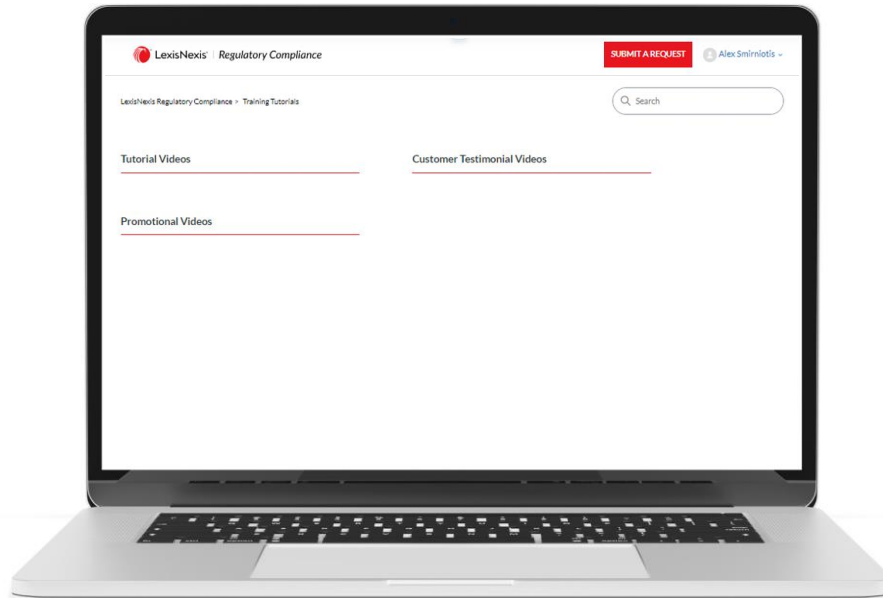 LexisNexis® | Regulatory Compliance
SUBMIT A REQUEST
Alex Smirniotis
LexisNexis Regulatory Compliance > Training Tutorials
Search
Tutorial Videos
Customer Testimonial Videos
Promotional Videos